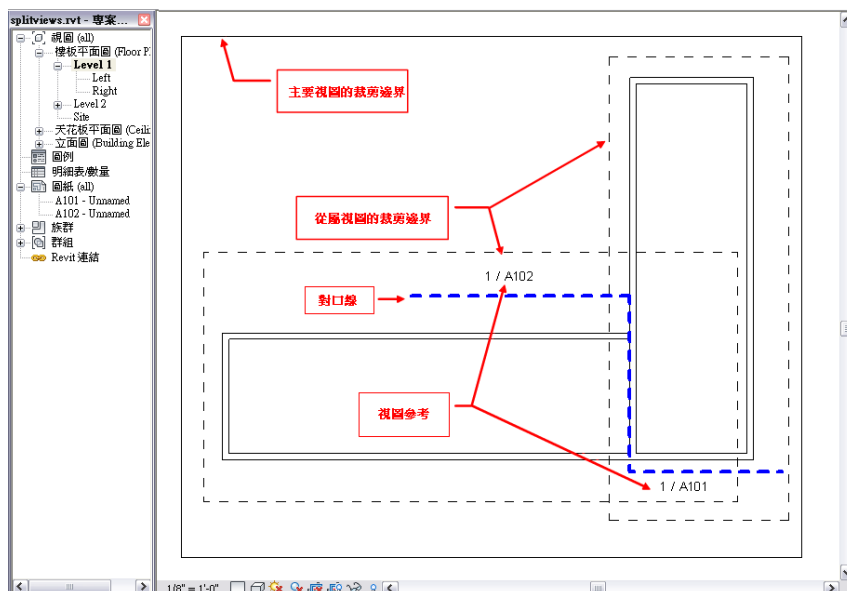 splitviews.rvt - 專案...
視圖 (all)
樓板平面圖 (Floor P
Level 1
Left
Right
Level 2
Site
天花板平面圖 (Ceili
立面圖 (Building Ele
圖例
明細表/數量
圖紙 (all)
A101 - Unnamed
A102 - Unnamed
族群
群組
Revit 連結
主要視圖的裁剪邊界
從屬視圖的裁剪邊界
1 / A102
對口線
視圖參考
1 / A101
1/8" = 1'-0"